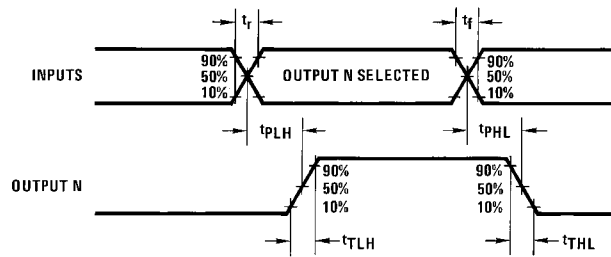 tr tf
90% 90%
INPUTS 50% OUTPUT N SELECTED 50%
10% 10%
tPLH tPHL
90% 90%
OUTPUT N 50% 50%
10% 10%
tTLH tTHL